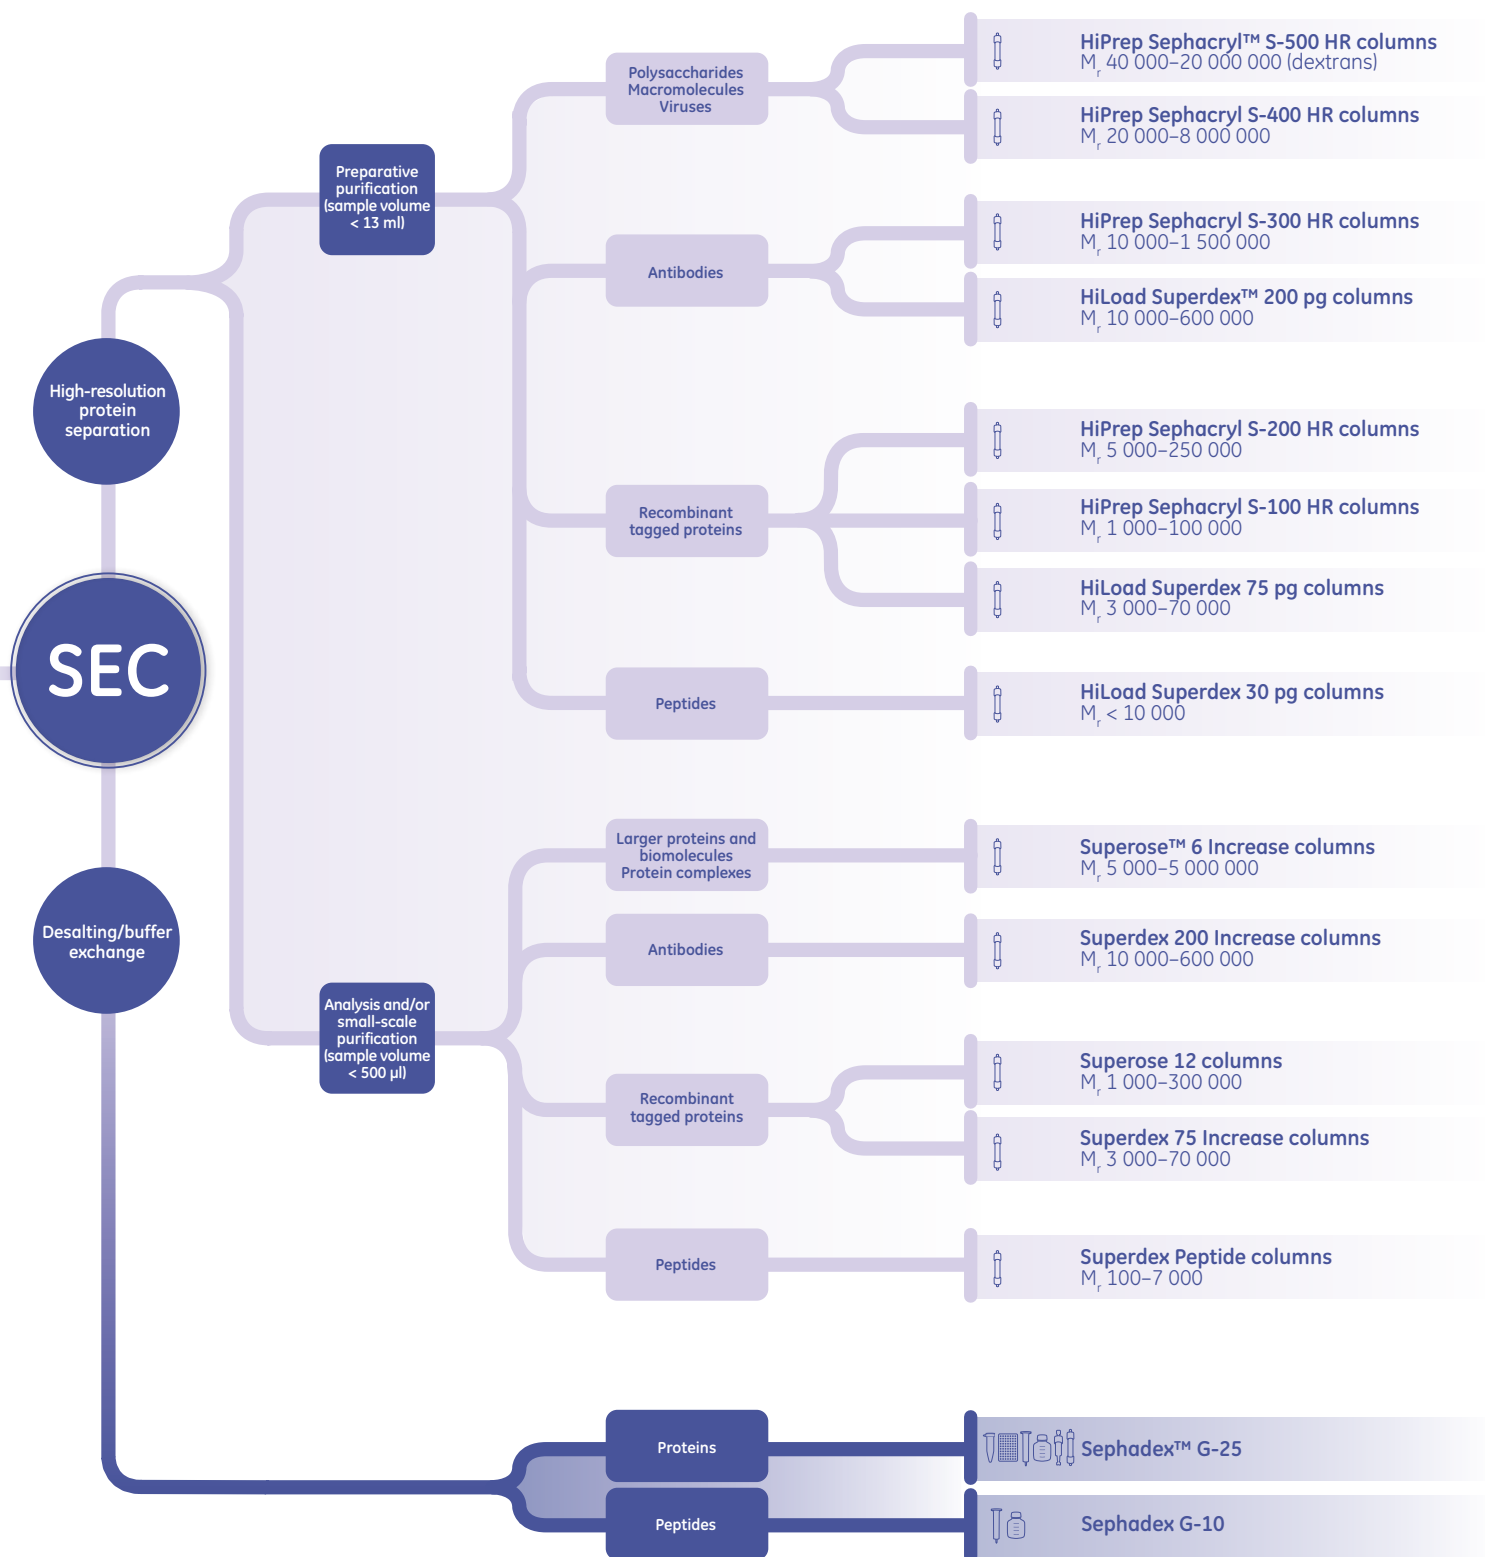 SEC
High-resolution
protein
separation
Preparative
purification
(sample volume
< 13 ml)
Polysaccharides
Macromolecules
Viruses
HiPrep Sephacryl™ S-500 HR columns
Mr 40 000–20 000 000 (dextrans)
HiPrep Sephacryl S-400 HR columns
Mr 20 000–8 000 000
Antibodies
HiPrep Sephacryl S-300 HR columns
Mr 10 000–1 500 000
HiLoad Superdex™ 200 pg columns
Mr 10 000–600 000
Recombinant
tagged proteins
HiPrep Sephacryl S-200 HR columns
Mr 5 000–250 000
HiPrep Sephacryl S-100 HR columns
Mr 1 000–100 000
HiLoad Superdex 75 pg columns
Mr 3 000–70 000
Peptides
HiLoad Superdex 30 pg columns
Mr < 10 000
Analysis and/or
small-scale
purification
(sample volume
< 500 µl)
Larger proteins and
biomolecules
Protein complexes
Superose™ 6 Increase columns
Mr 5 000–5 000 000
Antibodies
Superdex 200 Increase columns
Mr 10 000–600 000
Recombinant
tagged proteins
Superose 12 columns
Mr 1 000–300 000
Superdex 75 Increase columns
Mr 3 000–70 000
Peptides
Superdex Peptide columns
Mr 100–7 000
Desalting/buffer
exchange
Proteins
Sephadex™ G-25
Peptides
Sephadex G-10